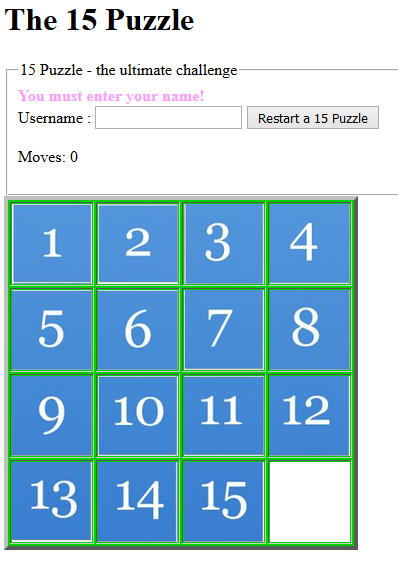 The 15 Puzzle
15 Puzzle - the ultimate challenge
You must enter your name!
Username : Restart a 15 Puzzle
Moves: 0
1 2 3 4
5 6 7 8
9 10 11 12
13 14 15